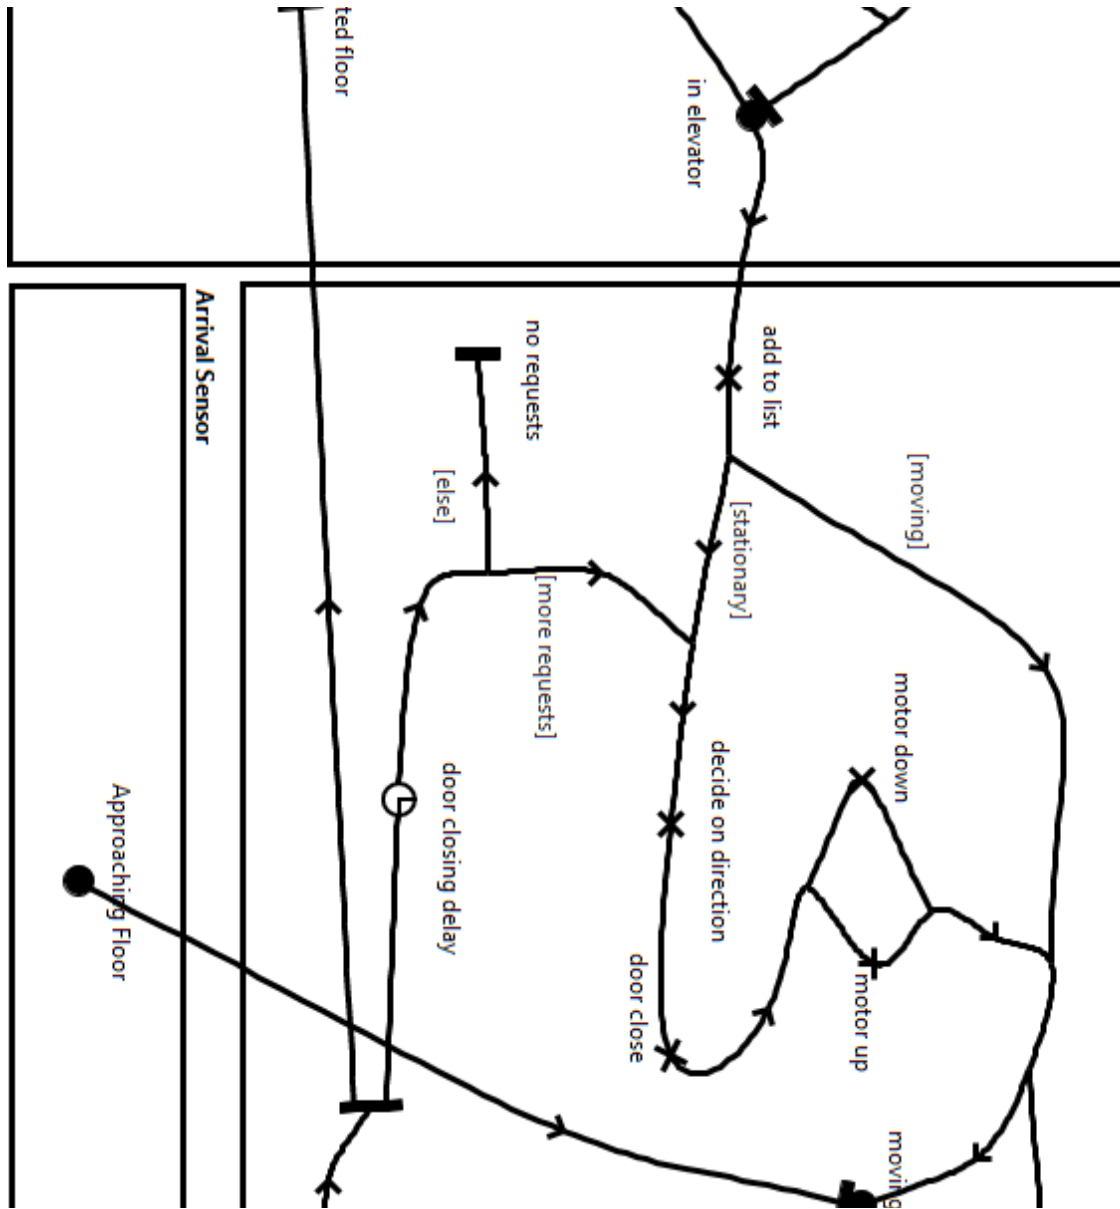 ted floor
in elevator
Arrival Sensor
no requests
add to list
[else]
[moving]
[stationary]
[more requests]
motor down
decide on direction
door closing delay
Approaching Floor
door close
motor up
moving